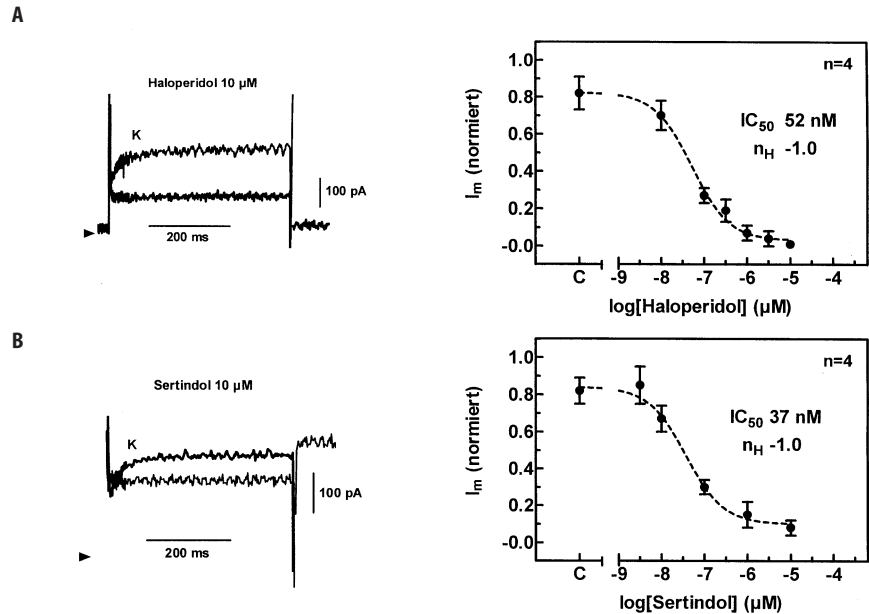 A
Haloperidol 10 µM
K
100 pA
200 ms
I_m (normiert)
1.0
0.8
0.6
0.4
0.2
-0.0
n=4
IC50 52 nM
nH -1.0
C -9 -8 -7 -6 -5 -4
log[Haloperidol] (µM)
B
Sertindol 10 µM
K
100 pA
200 ms
I_m (normiert)
1.0
0.8
0.6
0.4
0.2
-0.0
n=4
IC50 37 nM
nH -1.0
C -9 -8 -7 -6 -5 -4
log[Sertindol] (µM)